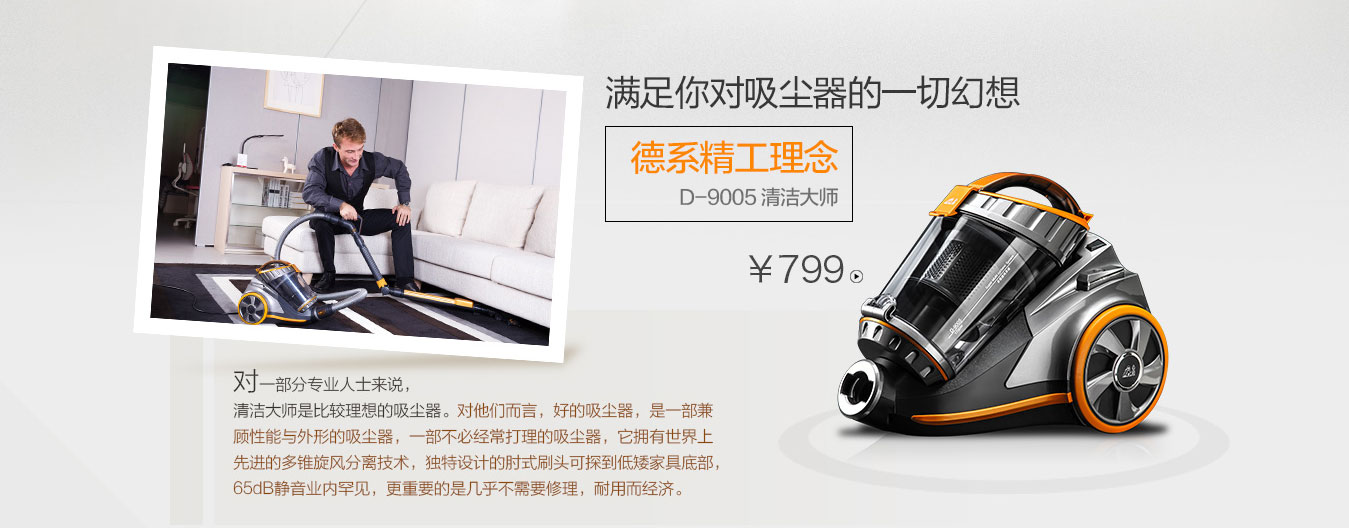 满足你对吸尘器的一切幻想
德系精工理念
D-9005 清洁大师
￥799
对一部分专业人士来说，
清洁大师是比较理想的吸尘器。对他们而言，好的吸尘器，是一部兼
顾性能与外形的吸尘器，一部不必经常打理的吸尘器，它拥有世界上
先进的多锥旋风分离技术，独特设计的肘式刷头可探到低矮家具底部，
65dB静音业内罕见，更重要的是几乎不需要修理，耐用而经济。